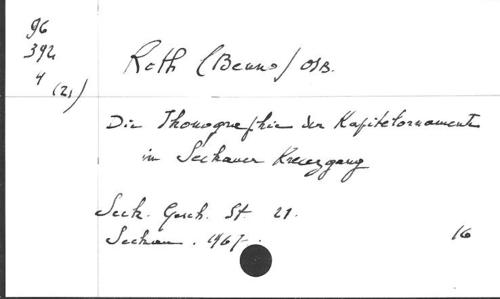 96
392
4 (21)
Roth (Benno) OSB.
Die Ikonographie der Kapitelornamente
im Seckauer Kreuzgang
Seck. Gesch. St. 21.
Seckau. 1967.
16